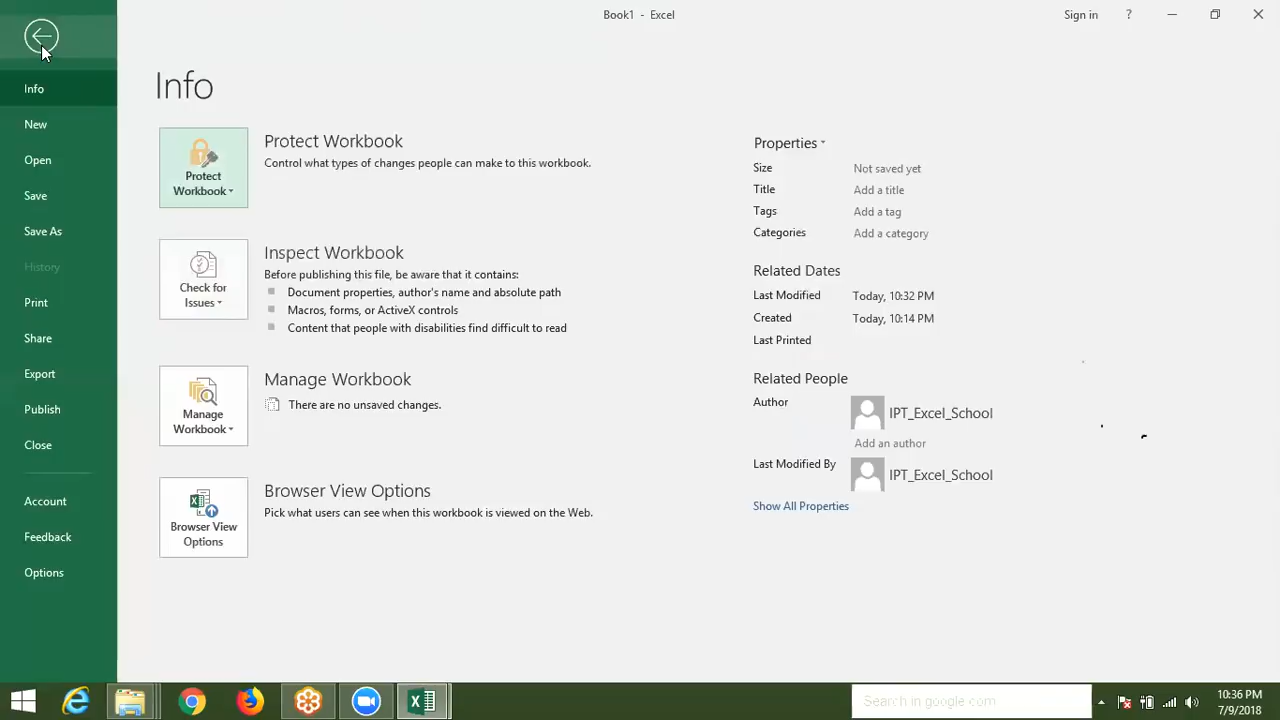 Book1 - Excel
Sign in
?
Info
New
Open
Save
Save As
History
Print
Share
Export
Publish
Close
Account
Feedback
Options
Info
Protect
Workbook
Protect Workbook
Control what types of changes people can make to this workbook.
Check for
Issues
Inspect Workbook
Before publishing this file, be aware that it contains:
Document properties, author's name and absolute path
Macros, forms, or ActiveX controls
Content that people with disabilities find difficult to read
Manage
Workbook
Manage Workbook
There are no unsaved changes.
Browser View
Options
Browser View Options
Pick what users can see when this workbook is viewed on the Web.
Properties
Size Not saved yet
Title Add a title
Tags Add a tag
Categories Add a category
Related Dates
Last Modified Today, 10:32 PM
Created Today, 10:14 PM
Last Printed
Related People
Author IPT_Excel_School
Add an author
Last Modified By IPT_Excel_School
Show All Properties
Search in google.com
10:36 PM
7/9/2018